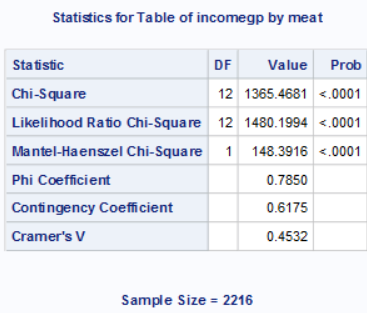 Statistics for Table of incomegp by meat
Statistic DF Value Prob
Chi-Square 12 1365.4681 <.0001
Likelihood Ratio Chi-Square 12 1480.1994 <.0001
Mantel-Haenszel Chi-Square 1 148.3916 <.0001
Phi Coefficient 0.7850
Contingency Coefficient 0.6175
Cramer's V 0.4532
Sample Size = 2216